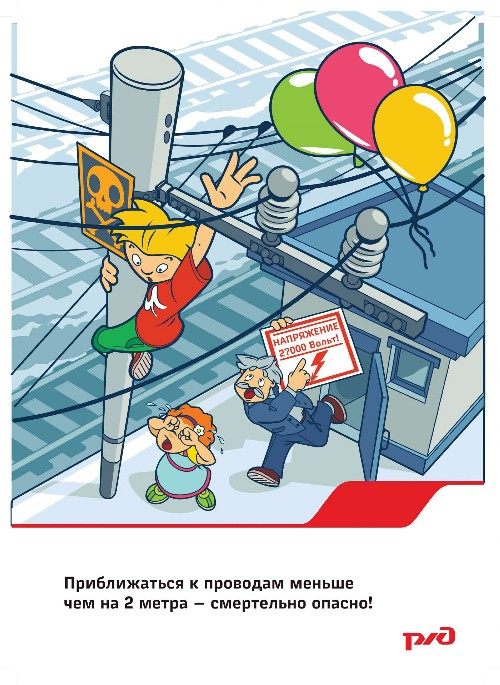 НАПРЯЖЕНИЕ
27000 Вольт!
Приближаться к проводам меньше
чем на 2 метра – смертельно опасно!
РЖД